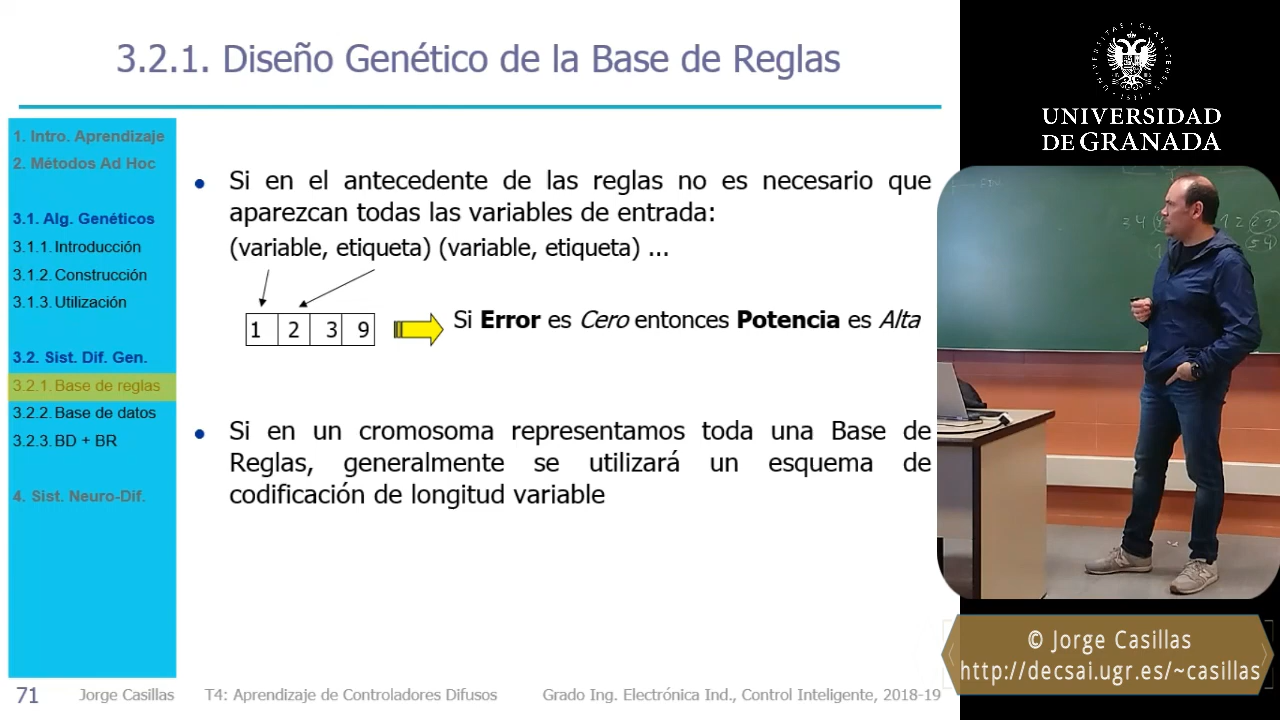 3.2.1. Diseño Genético de la Base de Reglas
1. Intro. Aprendizaje
2. Métodos Ad Hoc
3.1. Alg. Genéticos
3.1.1. Introducción
3.1.2. Construcción
3.1.3. Utilización
3.2. Sist. Dif. Gen.
3.2.1. Base de reglas
3.2.2. Base de datos
3.2.3. BD + BR
4. Sist. Neuro-Dif.
• Si en el antecedente de las reglas no es necesario que
aparezcan todas las variables de entrada:
(variable, etiqueta) (variable, etiqueta) ...
1 2 3 9
Si Error es Cero entonces Potencia es Alta
• Si en un cromosoma representamos toda una Base de
Reglas, generalmente se utilizará un esquema de
codificación de longitud variable
71 Jorge Casillas T4: Aprendizaje de Controladores Difusos Grado Ing. Electrónica Ind., Control Inteligente, 2018-19
UNIVERSIDAD
DE GRANADA
© Jorge Casillas
http://decsai.ugr.es/~casillas